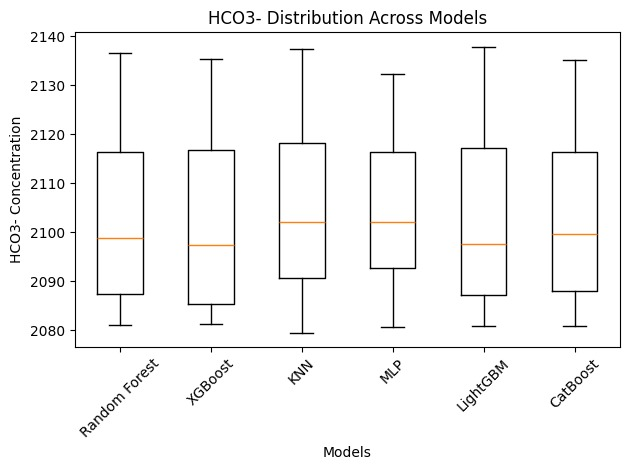 HCO3- Distribution Across Models
HCO3- Concentration
2140
2130
2120
2110
2100
2090
2080
Random Forest
XGBoost
KNN
MLP
LightGBM
CatBoost
Models